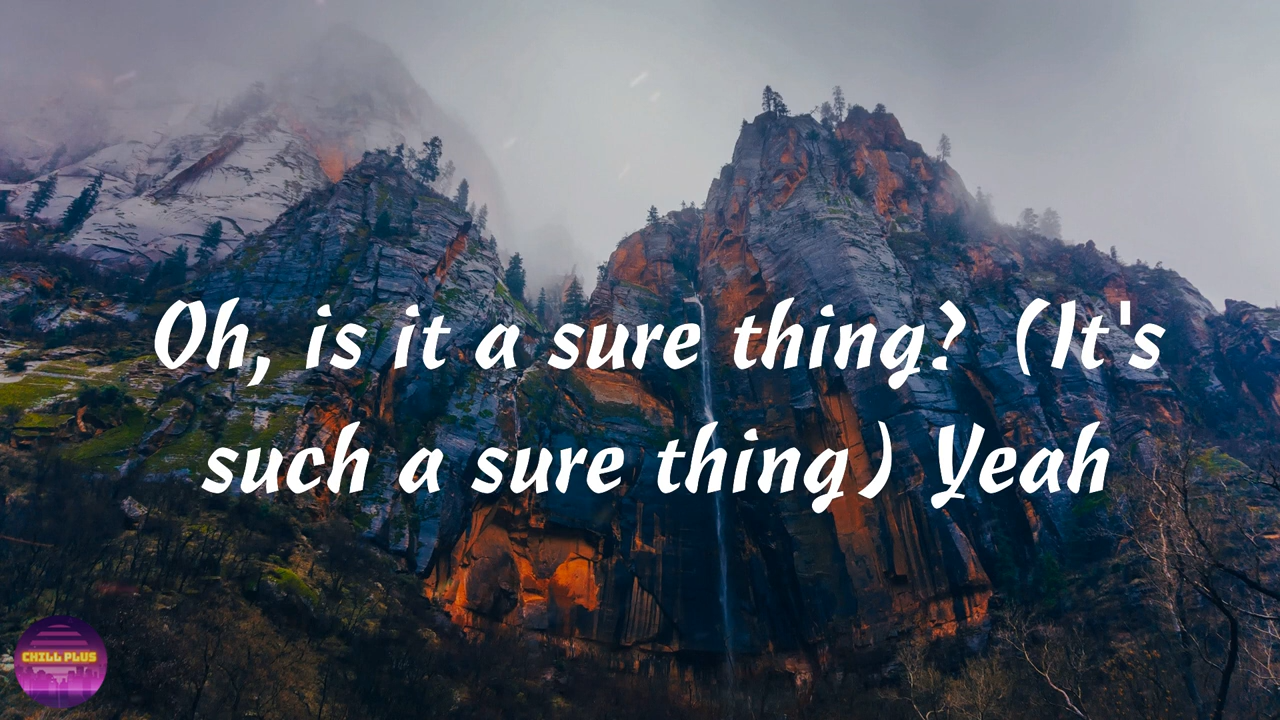 Oh, is it a sure thing? (It's
such a sure thing) Yeah
CHILL PLUS